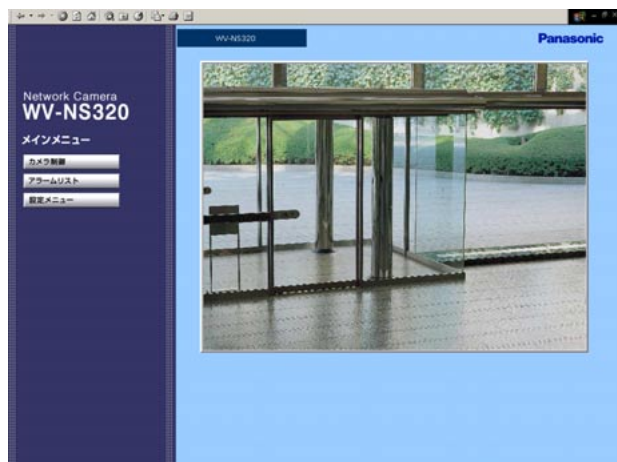 WV-NS320
Panasonic
Network Camera
WV-NS320
メインメニュー
カメラ制御
アラームリスト
設定メニュー